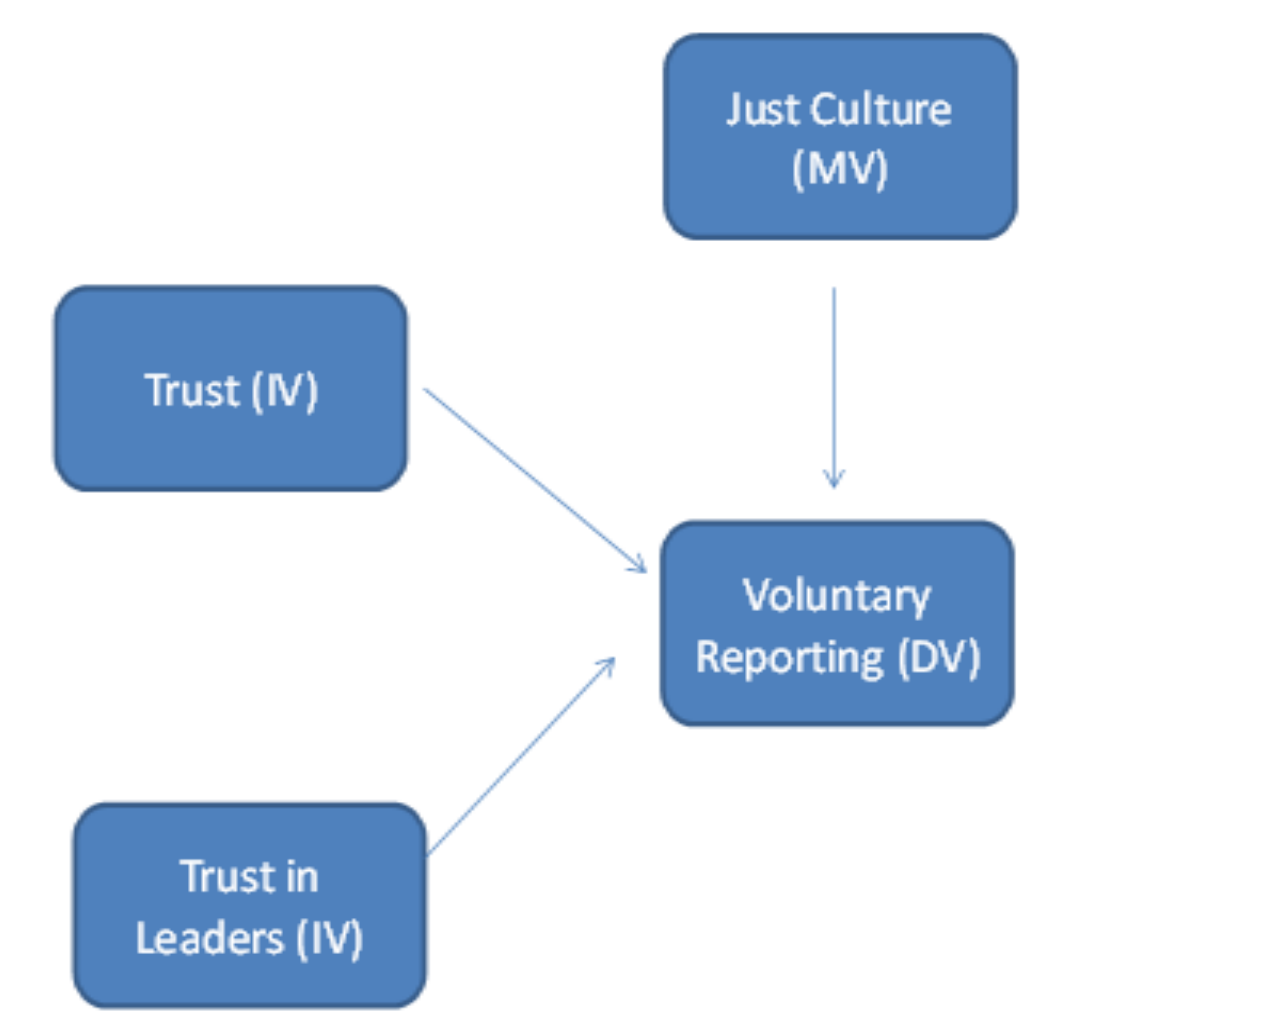 Just Culture
(MV)
Trust (IV)
Voluntary
Reporting (DV)
Trust in
Leaders (IV)